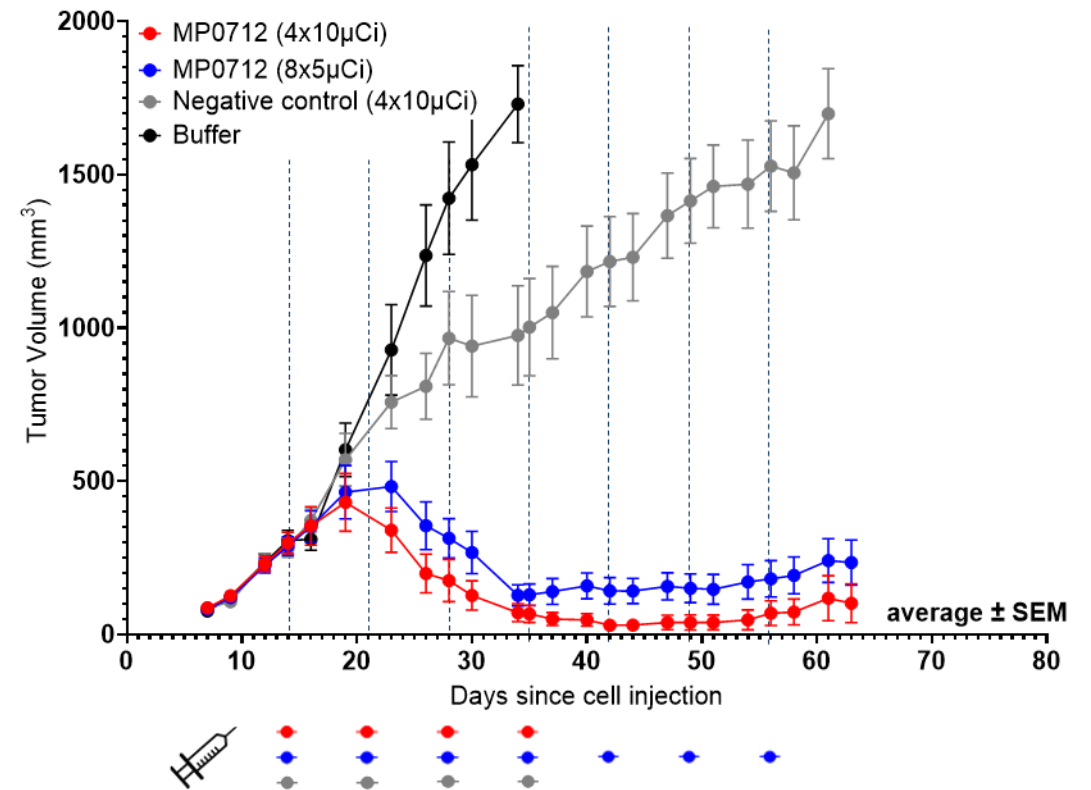 2000
1500
1000
500
0
Tumor Volume (mm³)
MP0712 (4x10µCi)
MP0712 (8x5µCi)
Negative control (4x10µCi)
Buffer
average ± SEM
0 10 20 30 40 50 60 70 80
Days since cell injection